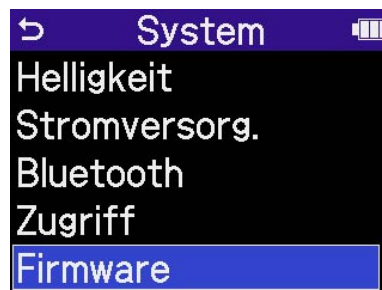 System
Helligkeit
Stromversorg.
Bluetooth
Zugriff
Firmware